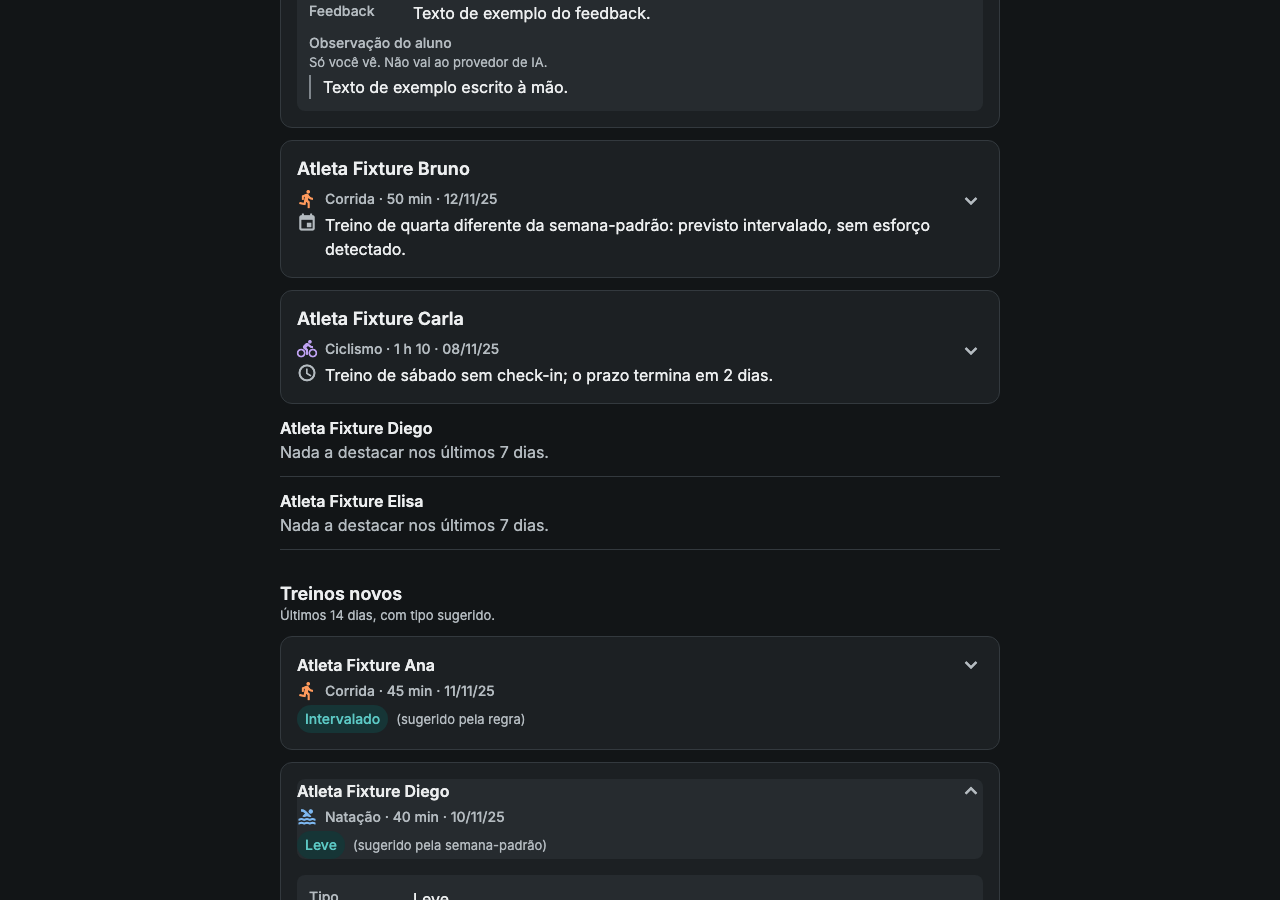 Feedback Texto de exemplo do feedback.
Observação do aluno
Só você vê. Não vai ao provedor de IA.
Texto de exemplo escrito à mão.
Atleta Fixture Bruno
Corrida · 50 min · 12/11/25
Treino de quarta diferente da semana-padrão: previsto intervalado, sem esforço
detectado.
Atleta Fixture Carla
Ciclismo · 1 h 10 · 08/11/25
Treino de sábado sem check-in; o prazo termina em 2 dias.
Atleta Fixture Diego
Nada a destacar nos últimos 7 dias.
Atleta Fixture Elisa
Nada a destacar nos últimos 7 dias.
Treinos novos
Últimos 14 dias, com tipo sugerido.
Atleta Fixture Ana
Corrida · 45 min · 11/11/25
Intervalado (sugerido pela regra)
Atleta Fixture Diego
Natação · 40 min · 10/11/25
Leve (sugerido pela semana-padrão)
Tipo Leve